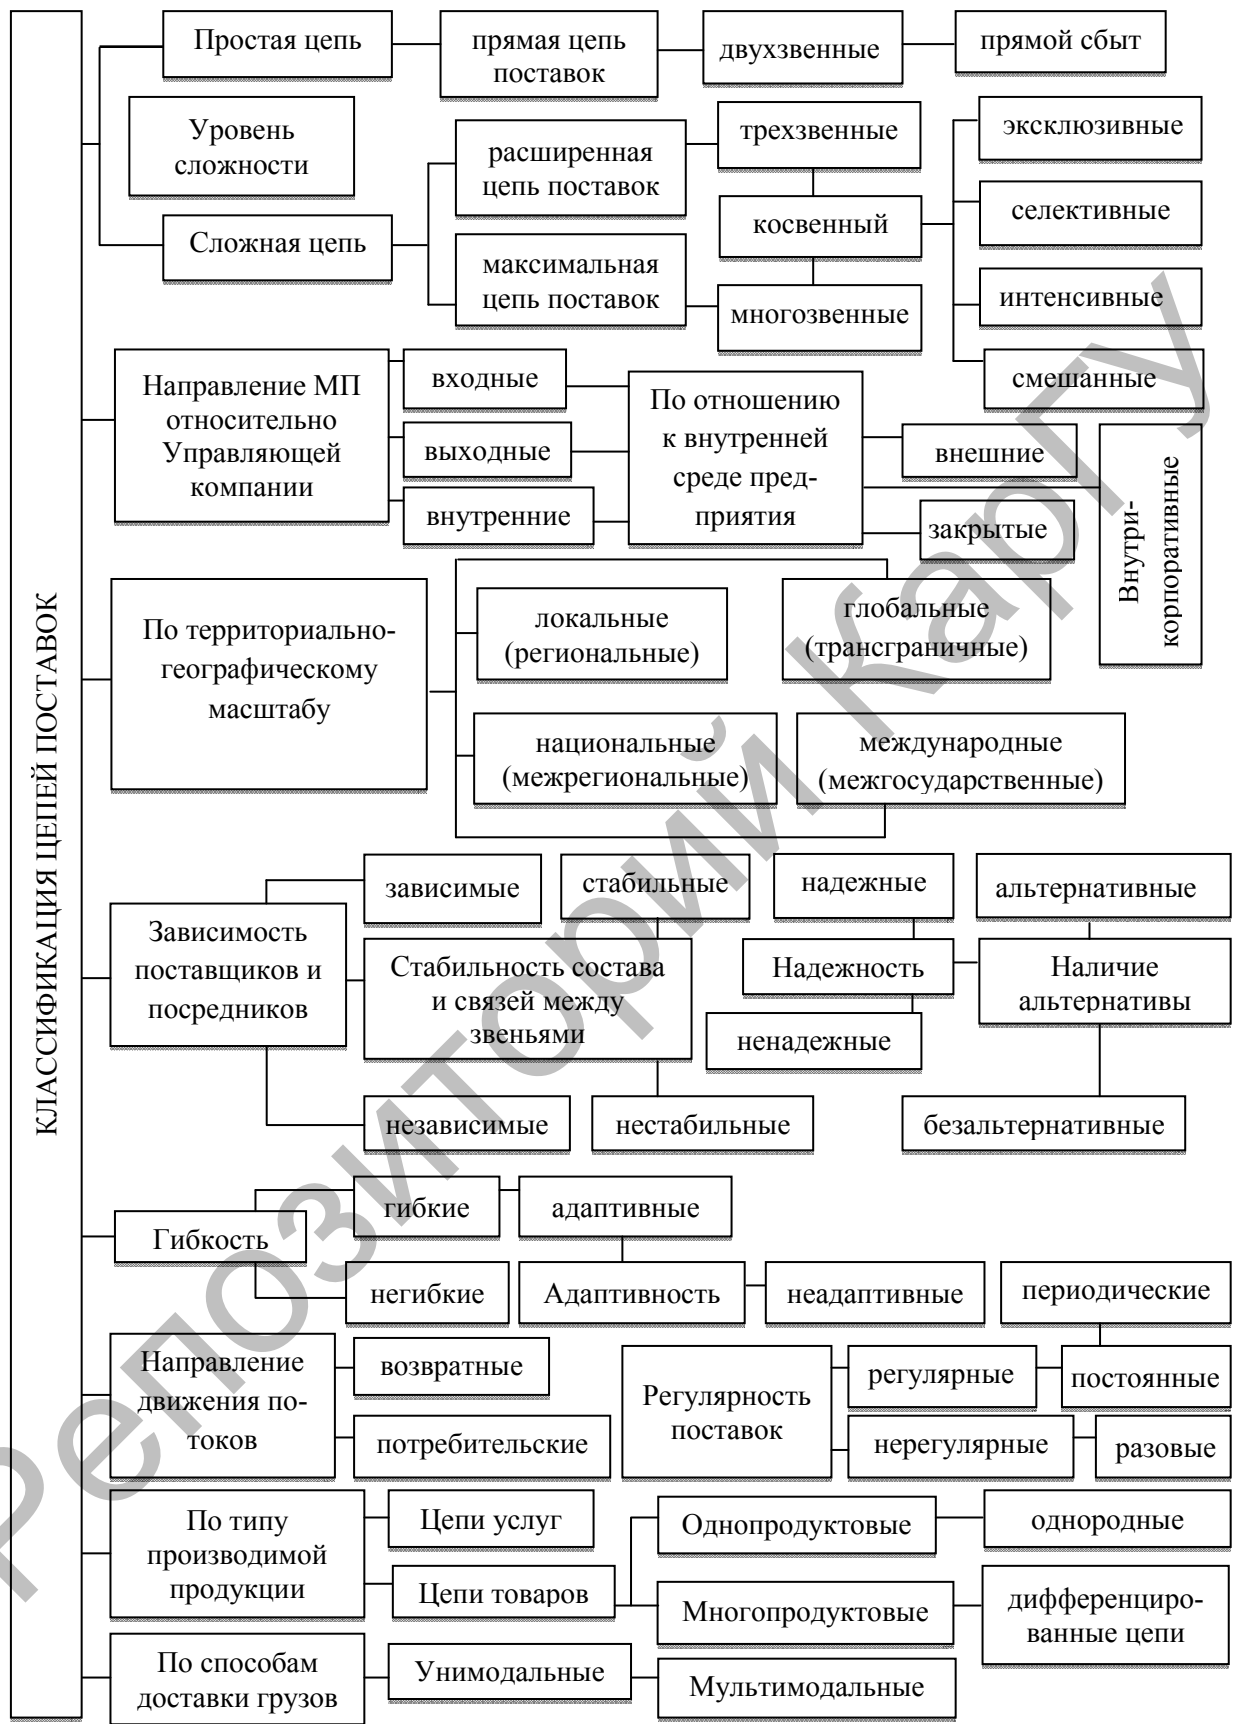 КЛАССИФИКАЦИЯ ЦЕПЕЙ ПОСТАВОК
Простая цепь
прямая цепь
поставок
двухзвенные
прямой сбыт
Уровень
сложности
Сложная цепь
расширенная
цепь поставок
максимальная
цепь поставок
трехзвенные
косвенный
многозвенные
эксклюзивные
селективные
интенсивные
смешанные
Направление МП
относительно
Управляющей
компании
входные
выходные
внутренние
По отношению
к внутренней
среде пред-
приятия
внешние
закрытые
Внутри-
корпоративные
По территориально-
географическому
масштабу
локальные
(региональные)
глобальные
(трансграничные)
национальные
(межрегиональные)
международные
(межгосударственные)
Зависимость
поставщиков и
посредников
зависимые
стабильные
надежные
альтернативные
Стабильность состава
и связей между
звеньями
Надежность
Наличие
альтернативы
ненадежные
независимые
нестабильные
безальтернативные
Гибкость
гибкие
адаптивные
негибкие
Адаптивность
неадаптивные
периодические
Направление
движения по-
токов
возвратные
потребительские
Регулярность
поставок
регулярные
постоянные
нерегулярные
разовые
По типу
производимой
продукции
Цепи услуг
Цепи товаров
Однопродуктовые
однородные
Многопродуктовые
дифференциро-
ванные цепи
По способам
доставки грузов
Унимодальные
Мультимодальные
Репозиторий КарГУ